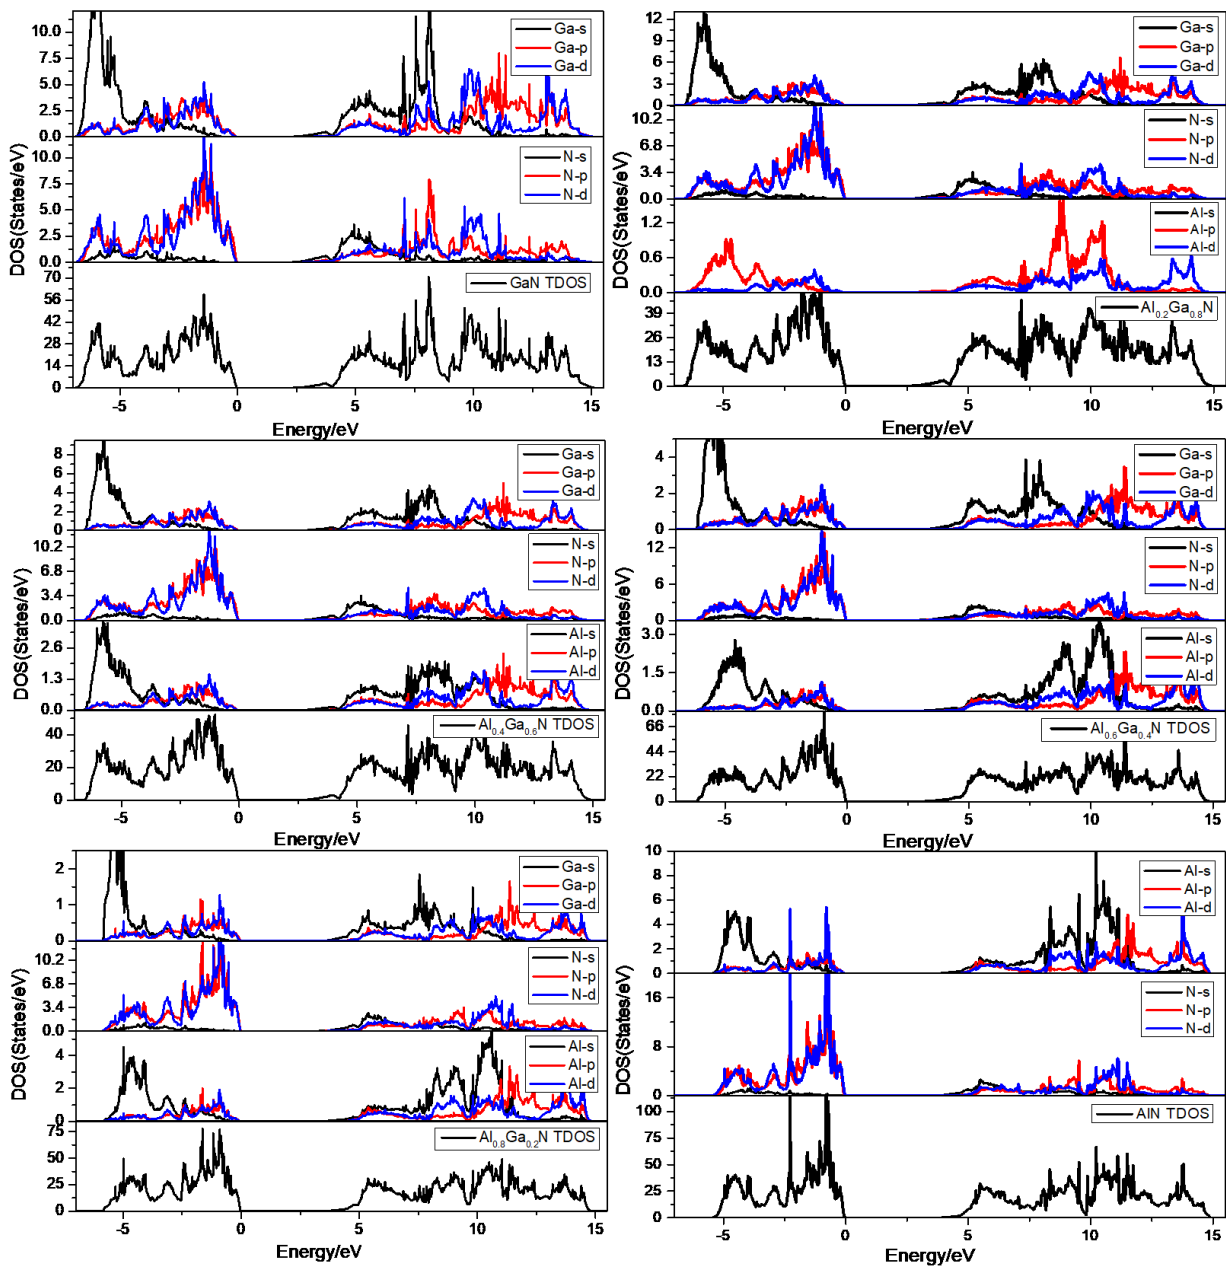 DOS(States/eV)
10.0
7.5
5.0
2.5
0.0
Ga-s
Ga-p
Ga-d
10.0
7.5
5.0
2.5
0.0
N-s
N-p
N-d
70
56
42
28
14
0
GaN TDOS
-5 0 5 10 15
Energy/eV
DOS(States/eV)
12
9
6
3
0
Ga-s
Ga-p
Ga-d
10.2
6.8
3.4
0.0
N-s
N-p
N-d
1.2
0.6
0.0
Al-s
Al-p
Al-d
39
26
13
0
Al0.2Ga0.8N
-5 0 5 10 15
Energy/eV
DOS(States/eV)
8
6
4
2
0
Ga-s
Ga-p
Ga-d
10.2
6.8
3.4
0.0
N-s
N-p
N-d
2.6
1.3
0.0
Al-s
Al-p
Al-d
40
20
0
Al0.4Ga0.6N TDOS
-5 0 5 10 15
Energy/eV
DOS(States/eV)
4
2
0
Ga-s
Ga-p
Ga-d
12
6
0
N-s
N-p
N-d
3.0
1.5
0.0
Al-s
Al-p
Al-d
66
44
22
0
Al0.6Ga0.4N TDOS
-5 0 5 10 15
Energy/eV
DOS(States/eV)
2
1
0
Ga-s
Ga-p
Ga-d
10.2
6.8
3.4
0.0
N-s
N-p
N-d
4
2
0
Al-s
Al-p
Al-d
75
50
25
0
Al0.8Ga0.2N TDOS
-5 0 5 10 15
Energy/eV
DOS(States/eV)
10
8
6
4
2
0
Al-s
Al-p
Al-d
16
8
0
N-s
N-p
N-d
100
75
50
25
0
AlN TDOS
-5 0 5 10 15
Energy/eV